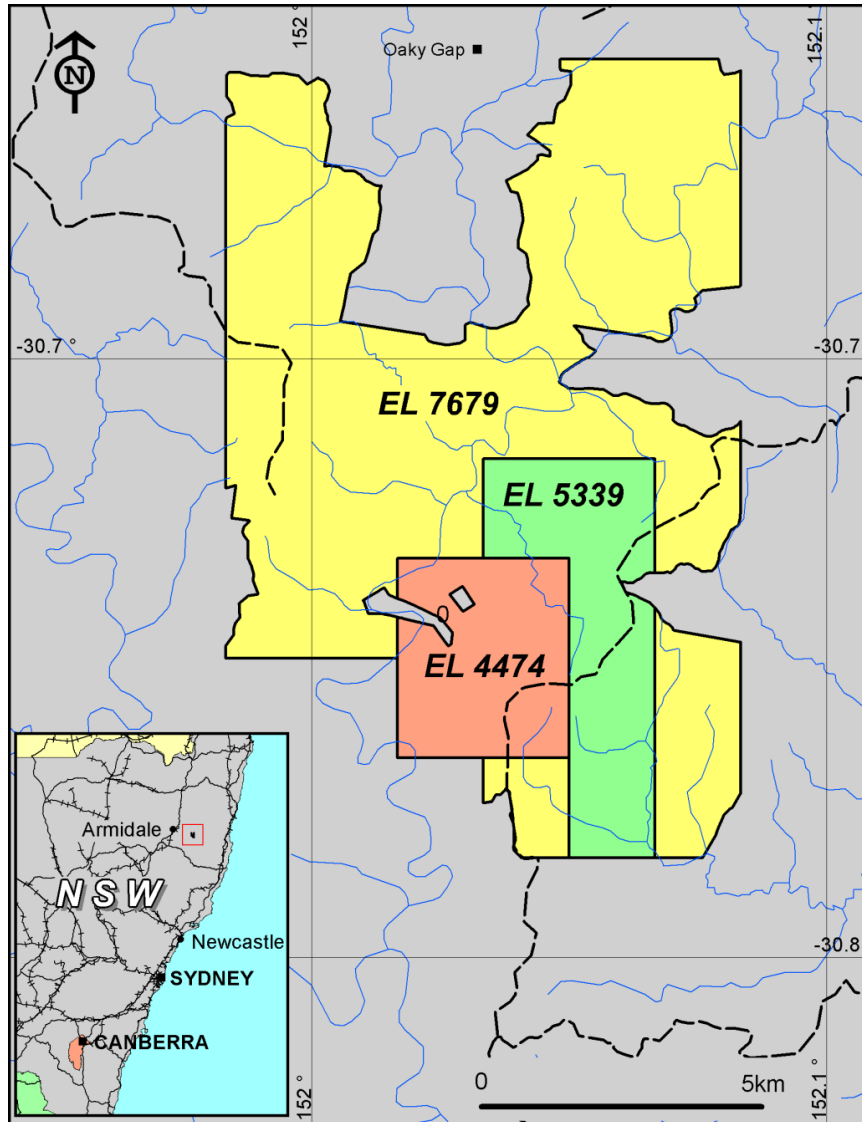 152 °
152.1 °
N
Oaky Gap
-30.7 °
-30.7
EL 7679
EL 5339
EL 4474
Armidale
NSW
Newcastle
SYDNEY
CANBERRA
-30.8
0
5km
152 °
152.1 °